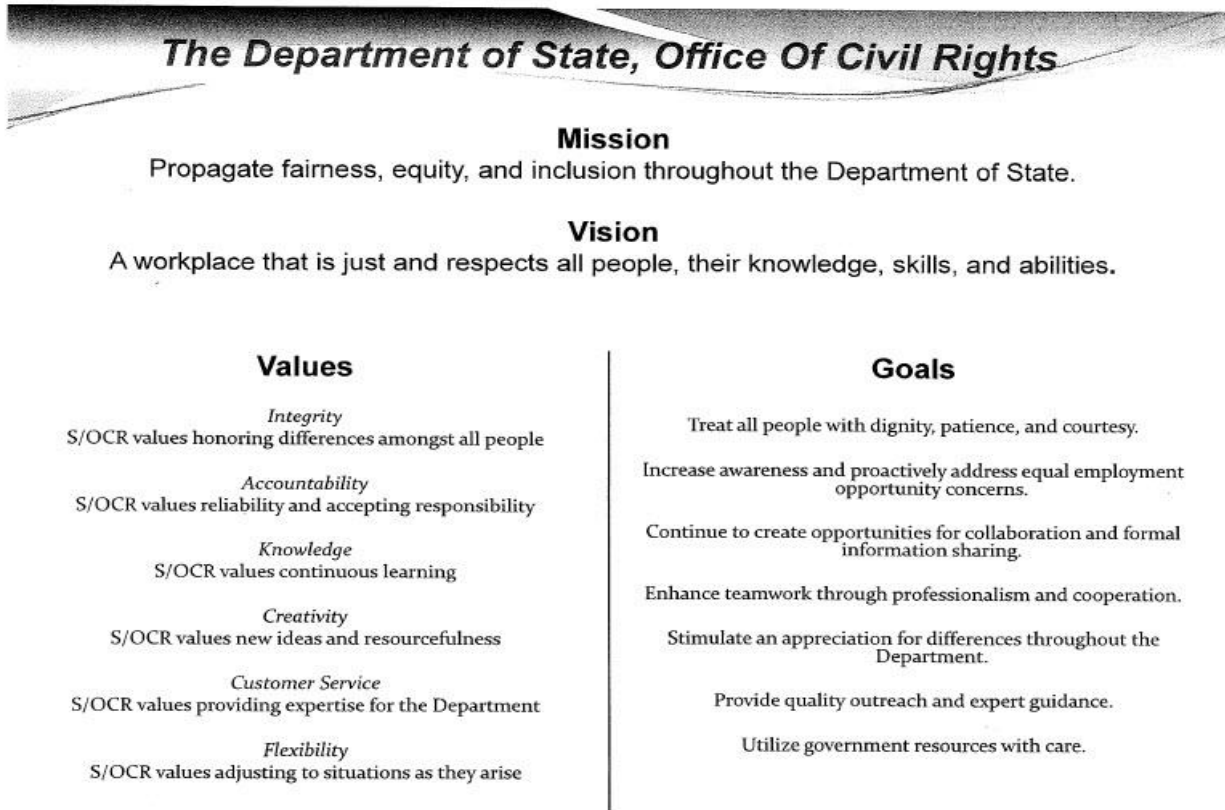 The Department of State, Office Of Civil Rights
Mission
Propagate fairness, equity, and inclusion throughout the Department of State.
Vision
A workplace that is just and respects all people, their knowledge, skills, and abilities.
Values
Integrity
S/OCR values honoring differences amongst all people
Accountability
S/OCR values reliability and accepting responsibility
Knowledge
S/OCR values continuous learning
Creativity
S/OCR values new ideas and resourcefulness
Customer Service
S/OCR values providing expertise for the Department
Flexibility
S/OCR values adjusting to situations as they arise
Goals
Treat all people with dignity, patience, and courtesy.
Increase awareness and proactively address equal employment
opportunity concerns.
Continue to create opportunities for collaboration and formal
information sharing.
Enhance teamwork through professionalism and cooperation.
Stimulate an appreciation for differences throughout the
Department.
Provide quality outreach and expert guidance.
Utilize government resources with care.